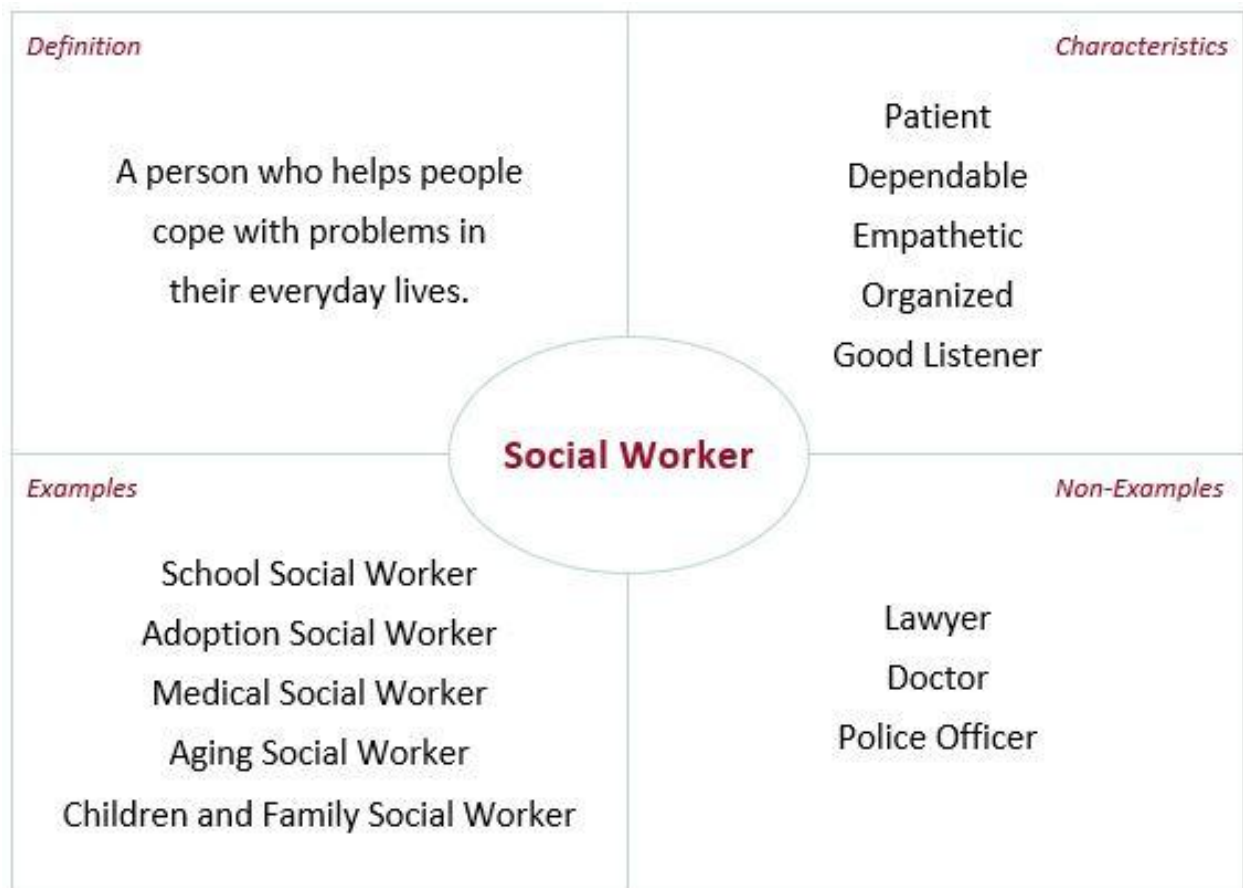 Definition
A person who helps people
cope with problems in
their everyday lives.
Characteristics
Patient
Dependable
Empathetic
Organized
Good Listener
Social Worker
Examples
School Social Worker
Adoption Social Worker
Medical Social Worker
Aging Social Worker
Children and Family Social Worker
Non-Examples
Lawyer
Doctor
Police Officer